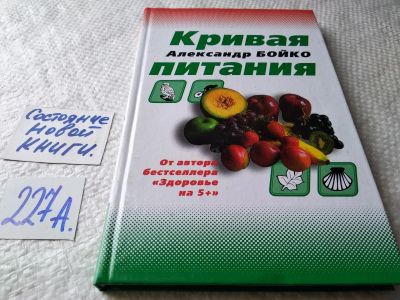 Кривая
Александр БОЙКО
питания
От автора
бестселлера
«Здоровье
на 5+»
Состояние
новой
книги.
227А.